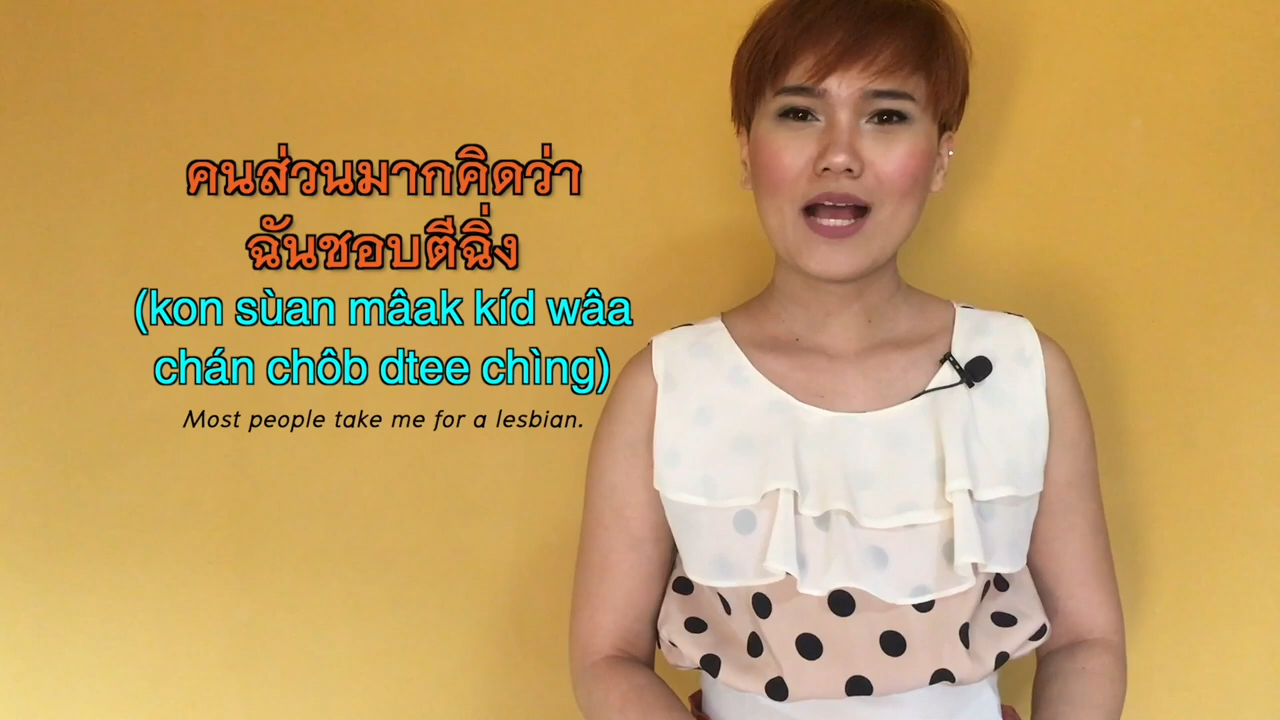 คนส่วนมากคิดว่า
ฉันชอบตีฉิ่ง
(kon sùan mâak kíd wâa
chán chôb dtee chìng)
Most people take me for a lesbian.